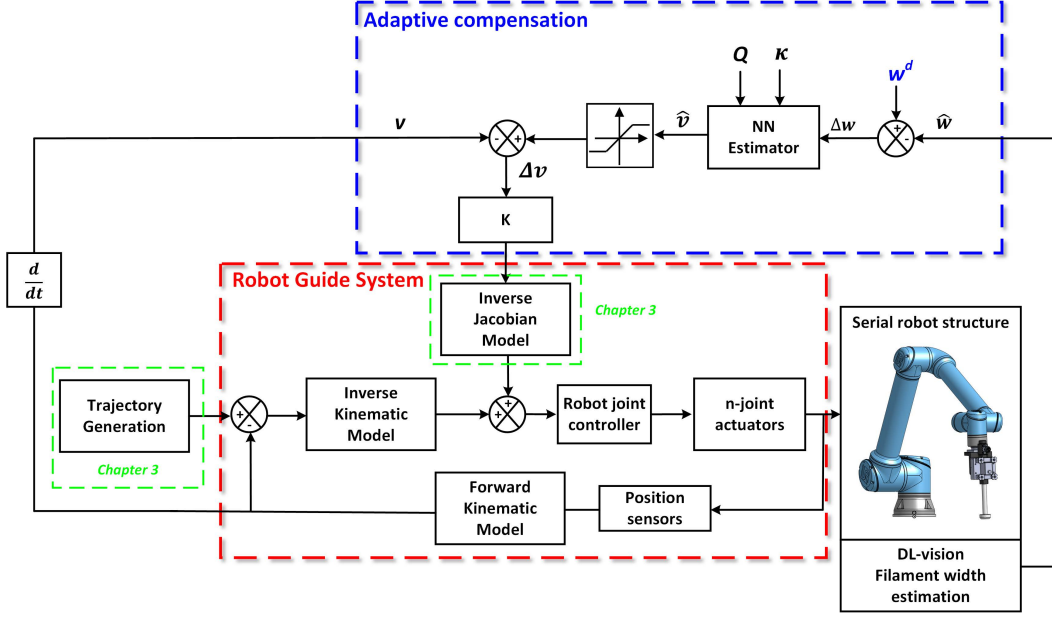 Adaptive compensation
Q
κ
w^d
v
v̂
NN
Estimator
Δw
ŵ
-
+
+
-
Δv
K
d
dt
Robot Guide System
Inverse
Jacobian
Model
Chapter 3
Serial robot structure
Trajectory
Generation
Chapter 3
+
-
Inverse
Kinematic
Model
+
+
Robot joint
controller
n-joint
actuators
Forward
Kinematic
Model
Position
sensors
DL-vision
Filament width
estimation